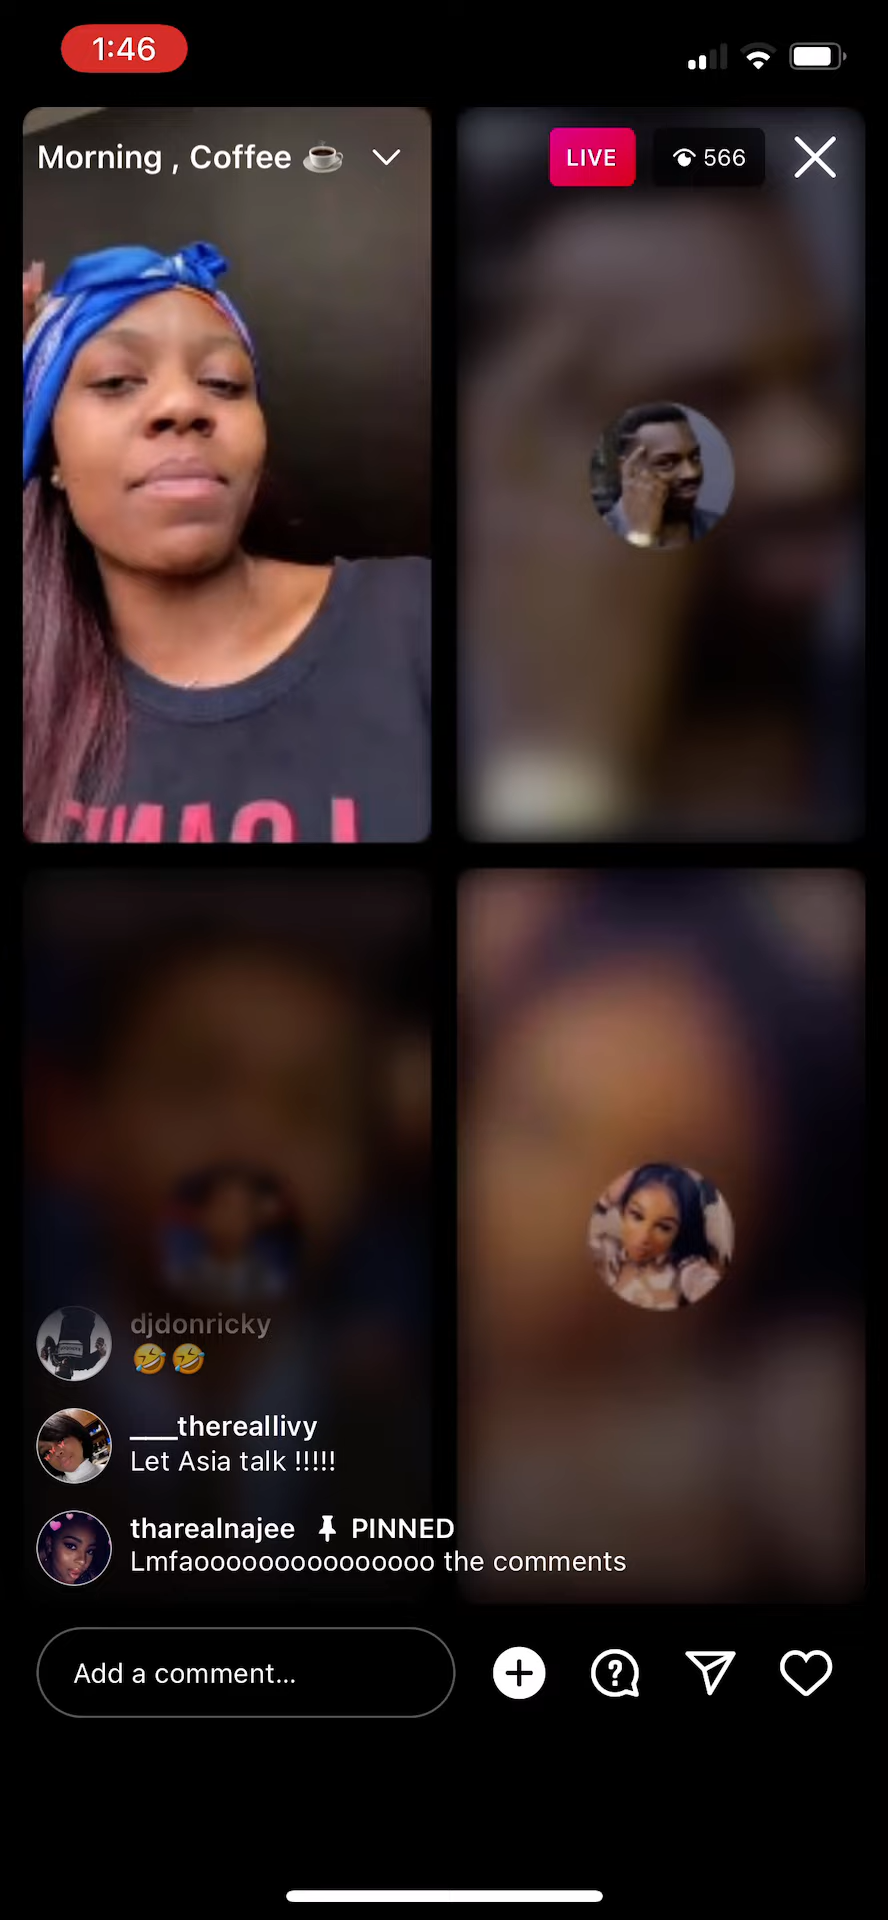 1:46
Morning , Coffee ☕
LIVE
566
djdonricky
🤣🤣
___thereallivy
Let Asia talk !!!!!
tharealnajee PINNED
Lmfaooooooooooooooo the comments
Add a comment...